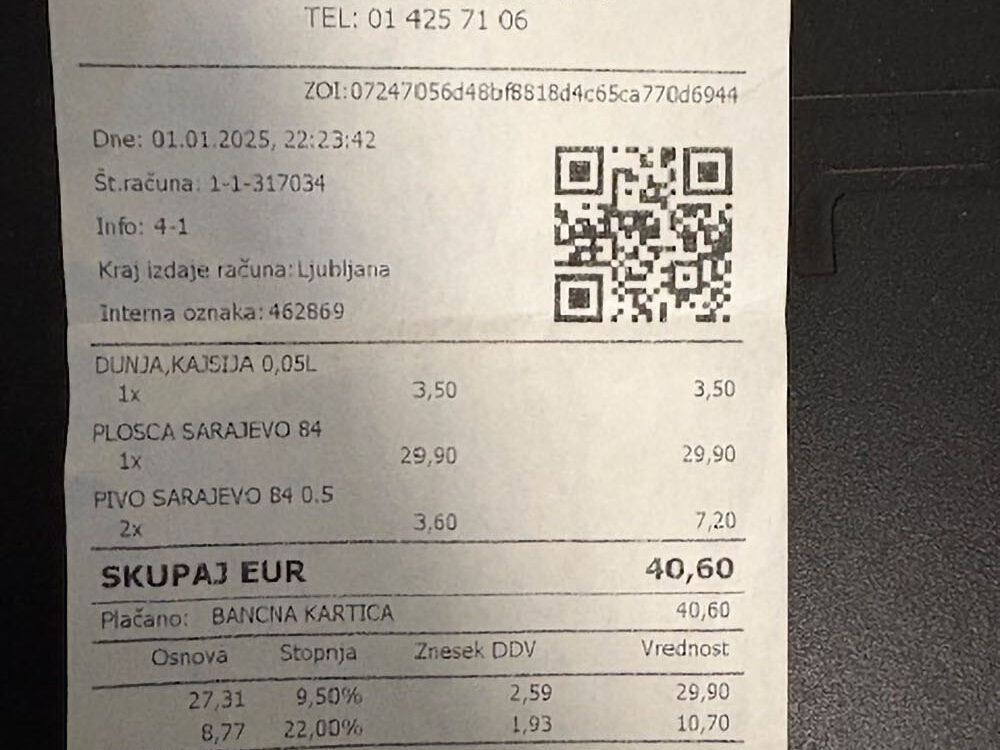 TEL: 01 425 71 06
ZOI:07247056d48bf8818d4c65ca770d6944
Dne: 01.01.2025, 22:23:42
Št.računa: 1-1-317034
Info: 4-1
Kraj izdaje računa:Ljubljana
Interna oznaka:462869
DUNJA,KAJSIJA 0,05L
1x 3,50 3,50
PLOSCA SARAJEVO 84
1x 29,90 29,90
PIVO SARAJEVO 84 0.5
2x 3,60 7,20
SKUPAJ EUR 40,60
Plačano: BANCNA KARTICA 40,60
Osnova Stopnja Znesek DDV Vrednost
27,31 9,50% 2,59 29,90
8,77 22,00% 1,93 10,70